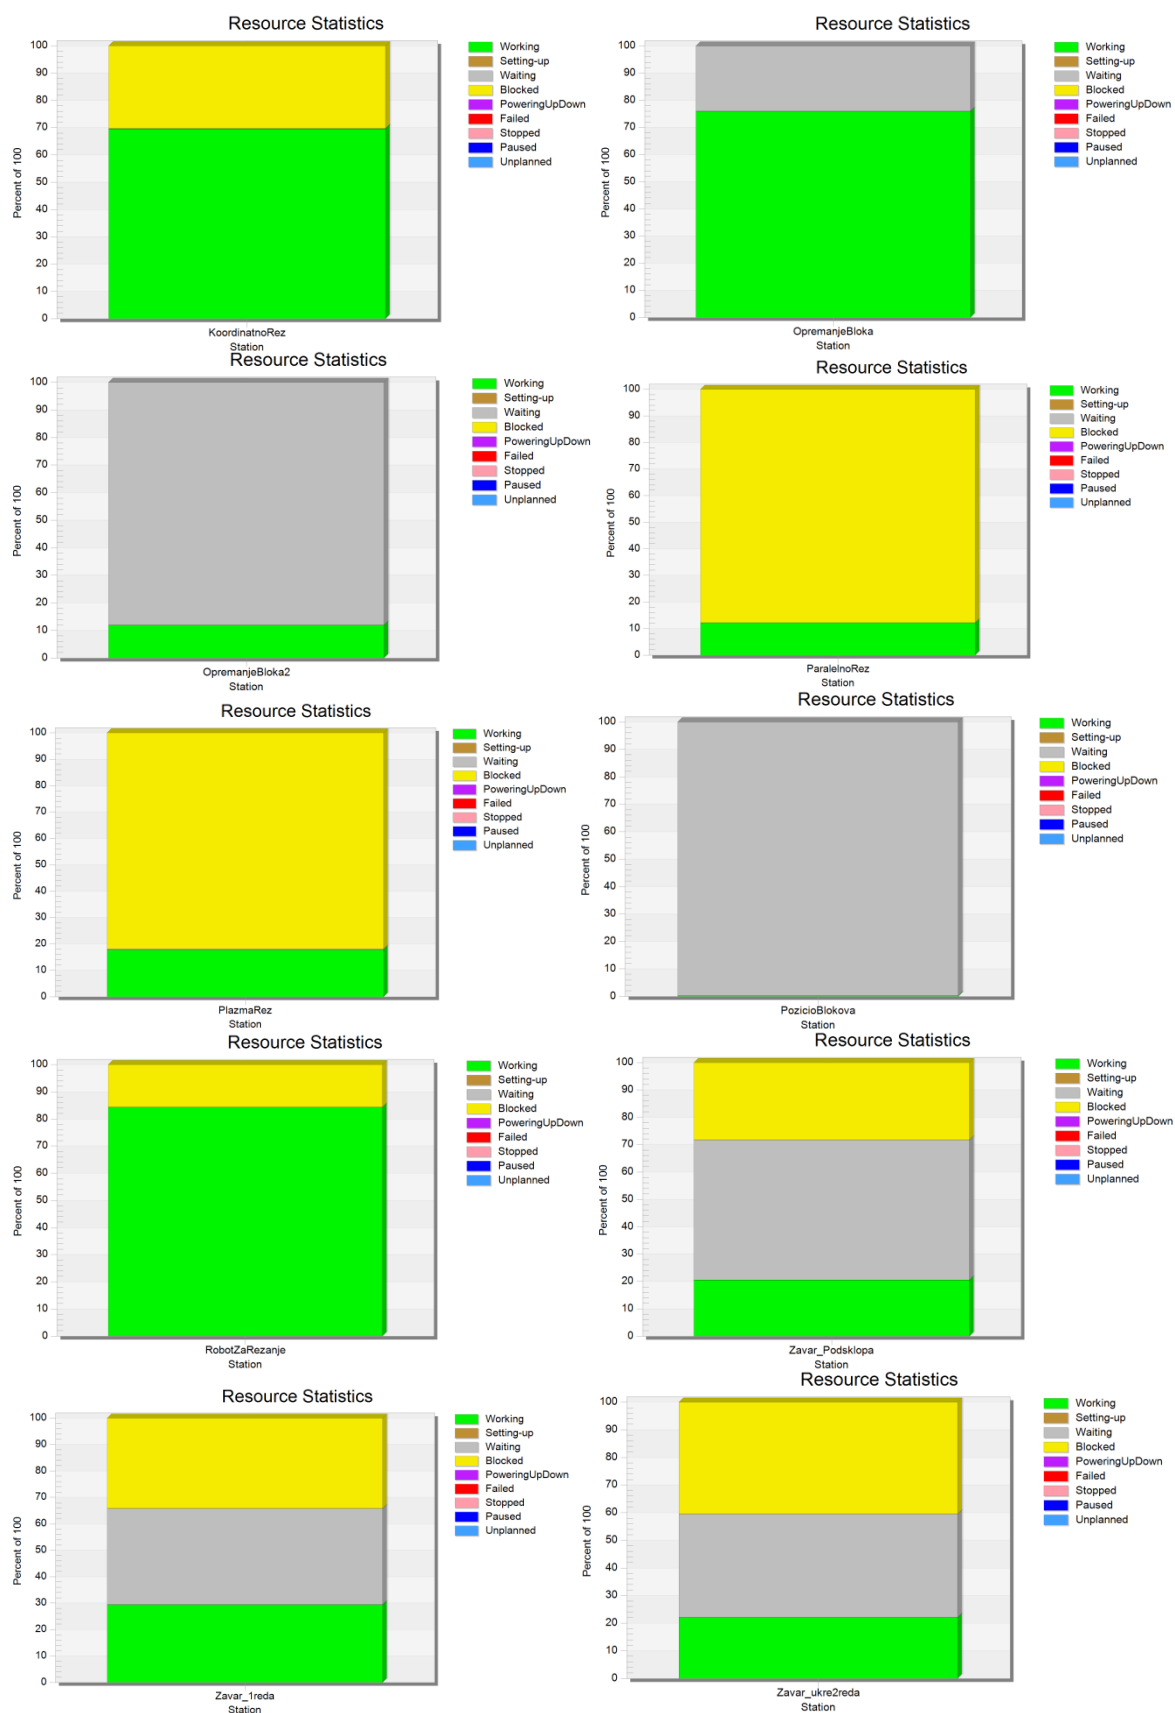 Resource Statistics
Percent of 100
100
90
80
70
60
50
40
30
20
10
0
KoordinatnoRez
Station
Working
Setting-up
Waiting
Blocked
PoweringUpDown
Failed
Stopped
Paused
Unplanned
Resource Statistics
Percent of 100
100
90
80
70
60
50
40
30
20
10
0
OpremanjeBloka
Station
Working
Setting-up
Waiting
Blocked
PoweringUpDown
Failed
Stopped
Paused
Unplanned
Resource Statistics
Percent of 100
100
90
80
70
60
50
40
30
20
10
0
OpremanjeBloka2
Station
Working
Setting-up
Waiting
Blocked
PoweringUpDown
Failed
Stopped
Paused
Unplanned
Resource Statistics
Percent of 100
100
90
80
70
60
50
40
30
20
10
0
ParalelnoRez
Station
Working
Setting-up
Waiting
Blocked
PoweringUpDown
Failed
Stopped
Paused
Unplanned
Resource Statistics
Percent of 100
100
90
80
70
60
50
40
30
20
10
0
PlazmaRez
Station
Working
Setting-up
Waiting
Blocked
PoweringUpDown
Failed
Stopped
Paused
Unplanned
Resource Statistics
Percent of 100
100
90
80
70
60
50
40
30
20
10
0
PozicioBlokova
Station
Working
Setting-up
Waiting
Blocked
PoweringUpDown
Failed
Stopped
Paused
Unplanned
Resource Statistics
Percent of 100
100
90
80
70
60
50
40
30
20
10
0
RobotZaRezanje
Station
Working
Setting-up
Waiting
Blocked
PoweringUpDown
Failed
Stopped
Paused
Unplanned
Resource Statistics
Percent of 100
100
90
80
70
60
50
40
30
20
10
0
Zavar_Podsklopa
Station
Working
Setting-up
Waiting
Blocked
PoweringUpDown
Failed
Stopped
Paused
Unplanned
Resource Statistics
Percent of 100
100
90
80
70
60
50
40
30
20
10
0
Zavar_1reda
Station
Working
Setting-up
Waiting
Blocked
PoweringUpDown
Failed
Stopped
Paused
Unplanned
Resource Statistics
Percent of 100
100
90
80
70
60
50
40
30
20
10
0
Zavar_ukre2reda
Station
Working
Setting-up
Waiting
Blocked
PoweringUpDown
Failed
Stopped
Paused
Unplanned